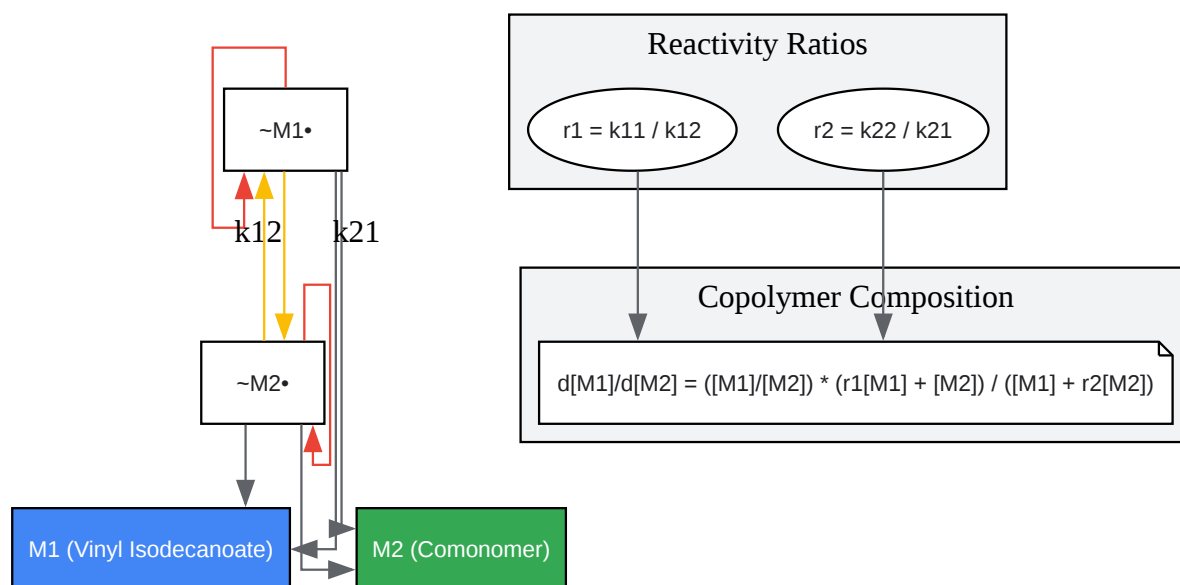 Reactivity Ratios
~M1•
r1 = k11 / k12
r2 = k22 / k21
k12
k21
Copolymer Composition
~M2•
d[M1]/d[M2] = ([M1]/[M2]) * (r1[M1] + [M2]) / ([M1] + r2[M2])
M1 (Vinyl Isodecanoate)
M2 (Comonomer)